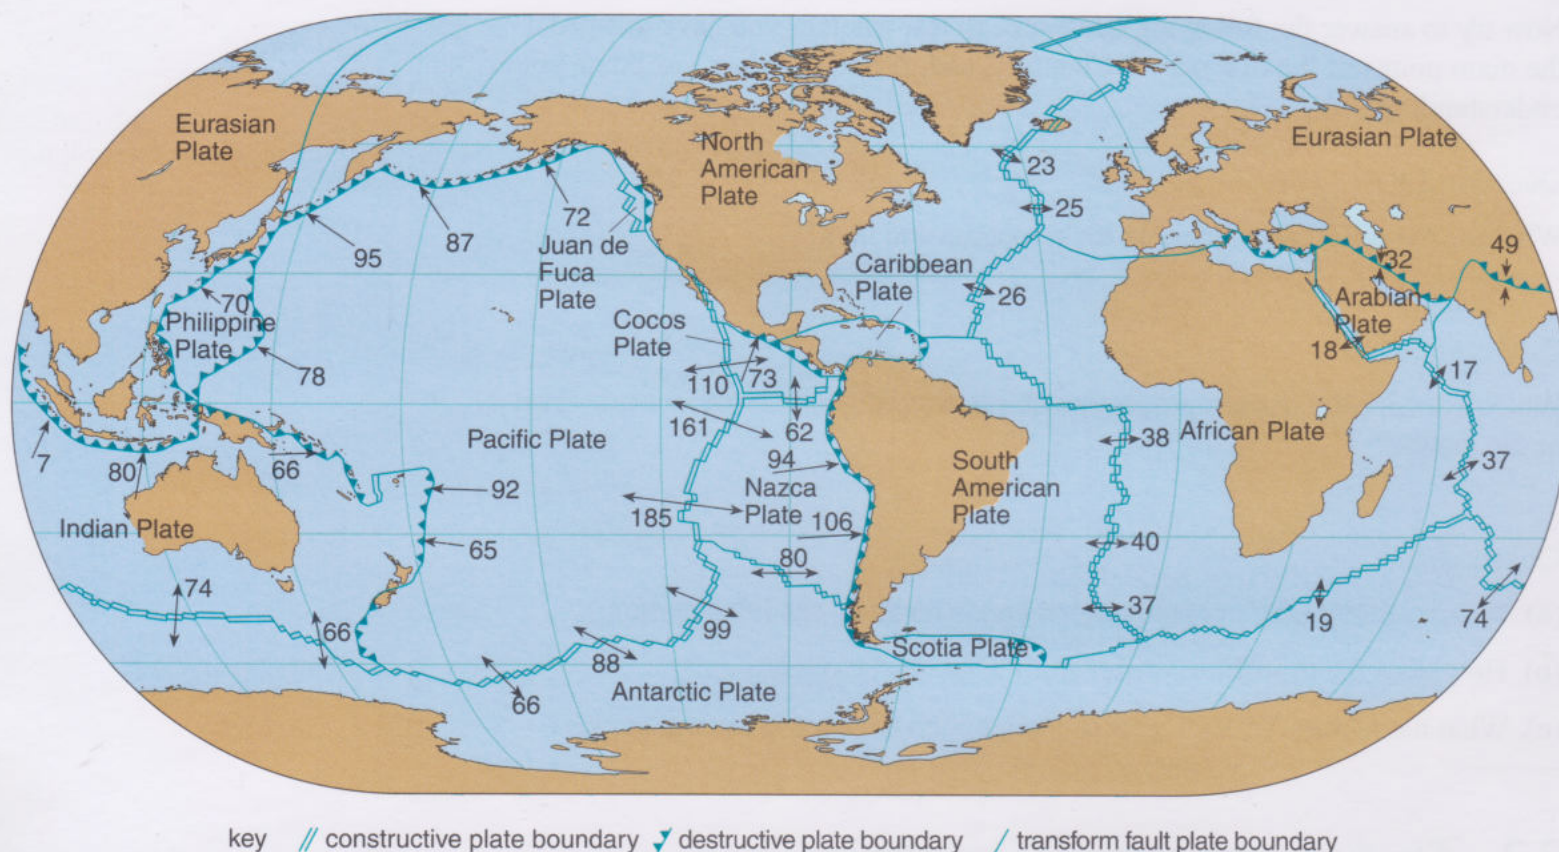 Eurasian
Plate
North
American
Plate
Eurasian Plate
23
25
72
87
95
Juan de
Fuca
Plate
Caribbean
Plate
26
32
49
Arabian
Plate
70
Philippine
Plate
78
Cocos
Plate
110
73
18
17
161
62
Pacific Plate
38
African Plate
7
80
66
94
Nazca
Plate
South
American
Plate
37
92
185
106
Indian Plate
65
80
40
74
66
99
37
19
74
88
Scotia Plate
66
Antarctic Plate
key constructive plate boundary destructive plate boundary transform fault plate boundary